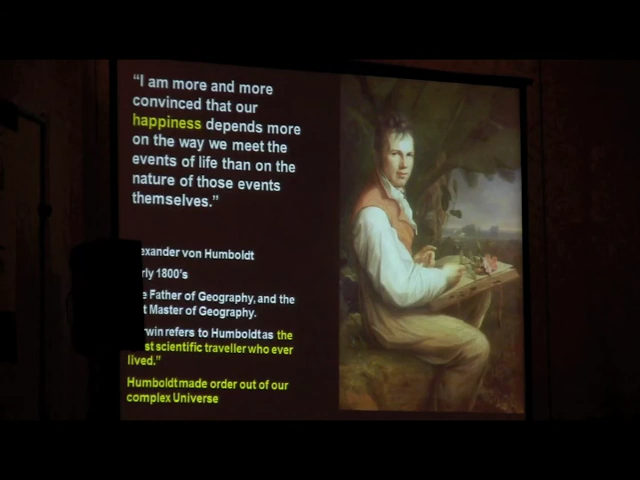 “I am more and more
convinced that our
happiness depends more
on the way we meet the
events of life than on the
nature of those events
themselves.”
exander von Humboldt
rly 1800’s
e Father of Geography, and the
t Master of Geography.
rwin refers to Humboldt as the
st scientific traveller who ever
lived.”
Humboldt made order out of our
complex Universe